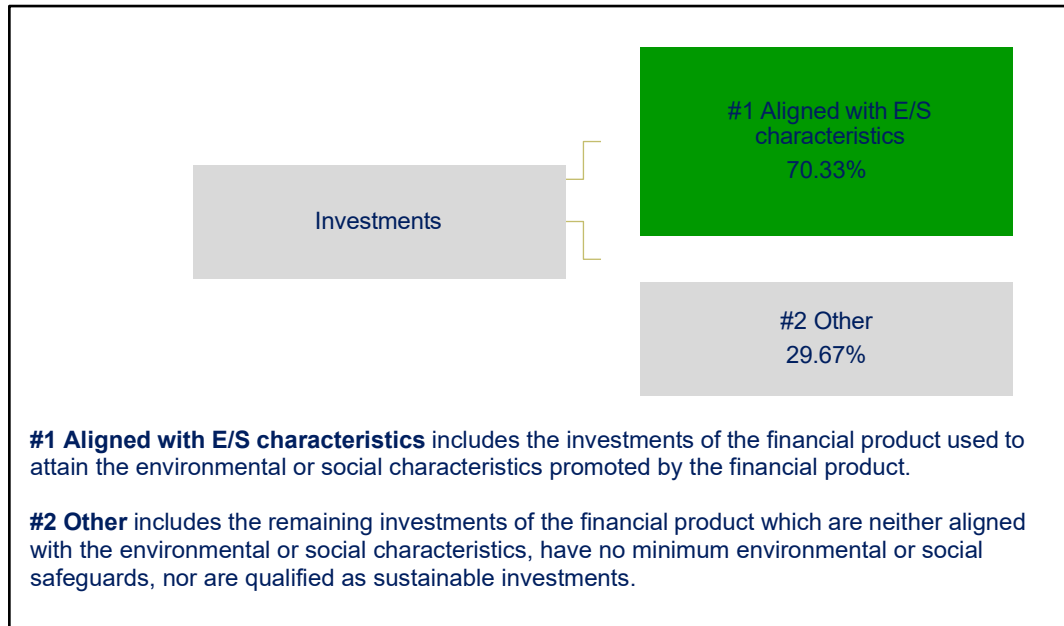 #1 Aligned with E/S
characteristics
70.33%
Investments
#2 Other
29.67%
#1 Aligned with E/S characteristics includes the investments of the financial product used to
attain the environmental or social characteristics promoted by the financial product.
#2 Other includes the remaining investments of the financial product which are neither aligned
with the environmental or social characteristics, have no minimum environmental or social
safeguards, nor are qualified as sustainable investments.